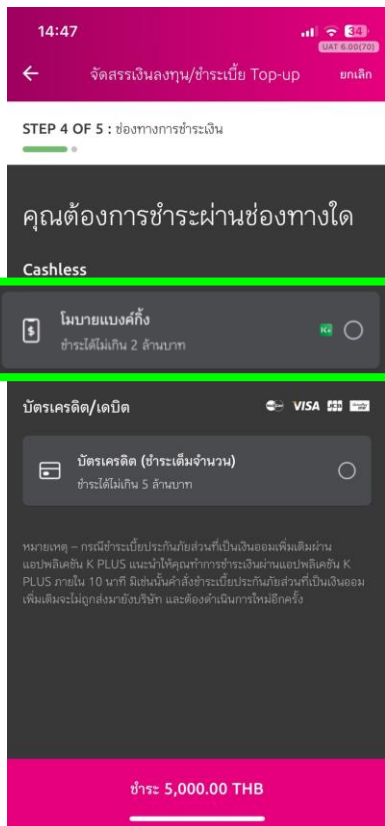 14:47
34
UAT 6.00(70)
จัดสรรเงินลงทุน/ชำระเบี้ย Top-up
ยกเลิก
STEP 4 OF 5 : ช่องทางการชำระเงิน
คุณต้องการชำระผ่านช่องทางใด
Cashless
โมบายแบงค์กิ้ง
ชำระได้ไม่เกิน 2 ล้านบาท
K+
บัตรเครดิต/เดบิต
VISA
JCB
บัตรเครดิต (ชำระเต็มจำนวน)
ชำระได้ไม่เกิน 5 ล้านบาท
หมายเหตุ – กรณีชำระเบี้ยประกันภัยส่วนที่เป็นเงินออมเพิ่มเติมผ่าน
แอปพลิเคชัน K PLUS แนะนำให้คุณทำการชำระเงินผ่านแอปพลิเคชัน K
PLUS ภายใน 10 นาที มิเช่นนั้นคำสั่งชำระเบี้ยประกันภัยส่วนที่เป็นเงินออม
เพิ่มเติมจะไม่ถูกส่งมายังบริษัท และต้องดำเนินการใหม่อีกครั้ง
ชำระ 5,000.00 THB